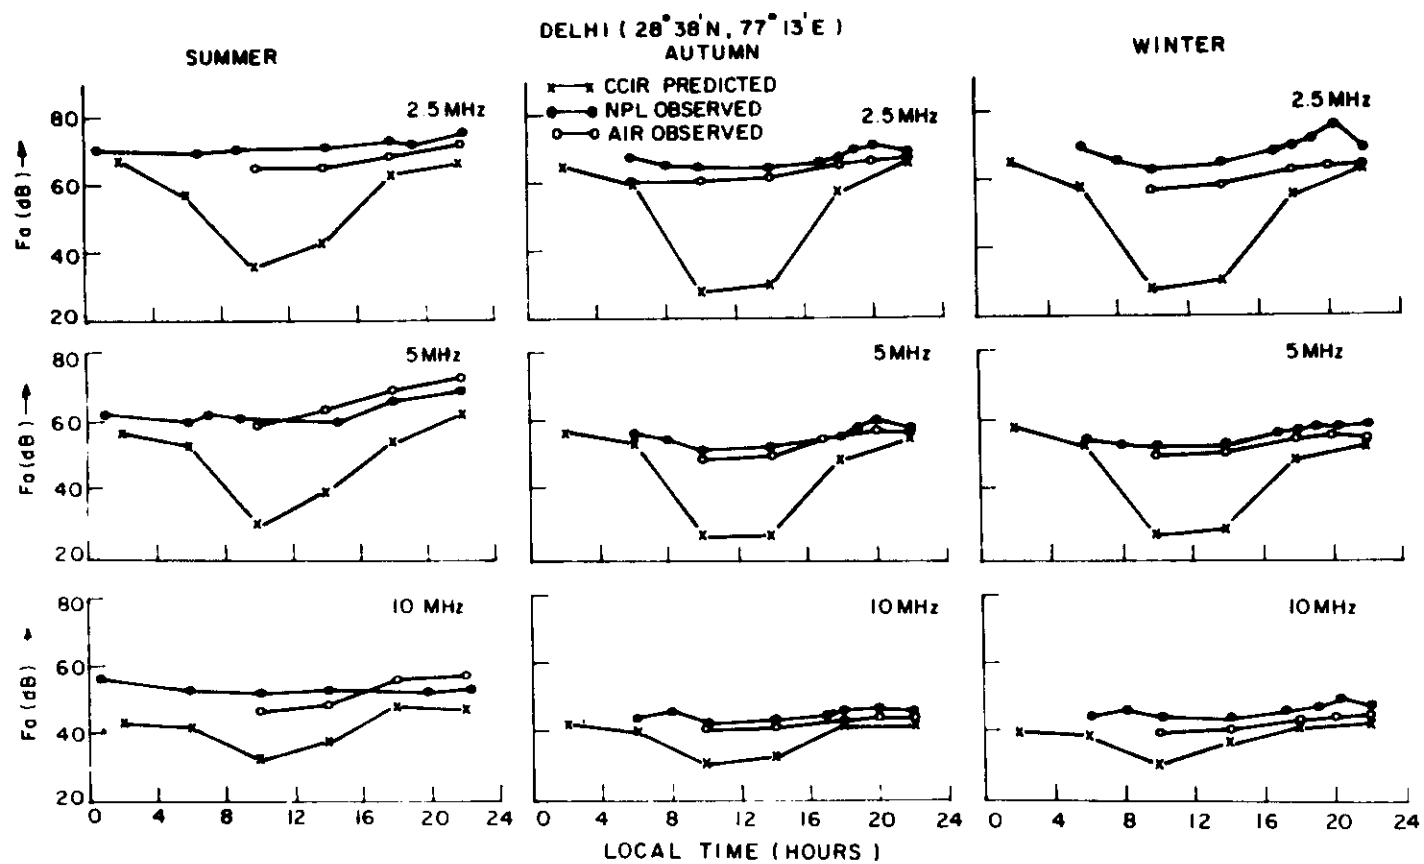 DELHI ( 28°38'N, 77°13'E )
SUMMER
AUTUMN
WINTER
x—x CCIR PREDICTED
●—● NPL OBSERVED
o—o AIR OBSERVED
2.5 MHz
2.5 MHz
2.5 MHz
80
60
40
20
Fa (dB) →
5 MHz
5 MHz
5 MHz
80
60
40
20
Fa (dB) →
10 MHz
10 MHz
10 MHz
80
60
40
20
Fa (dB)
0 4 8 12 16 20 24
0 4 8 12 16 20 24
0 4 8 12 16 20 24
LOCAL TIME (HOURS)